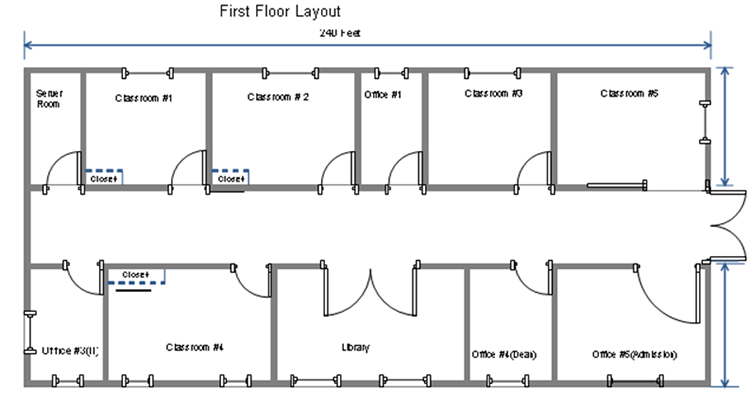 First Floor Layout
240 Feet
Server
Room
Classroom #1
Classroom # 2
Office #1
Classroom #3
Classroom #5
Closet
Closet
Closet
Office #3(IT)
Classroom #4
Library
Office #4(Dean)
Office #5(Admission)